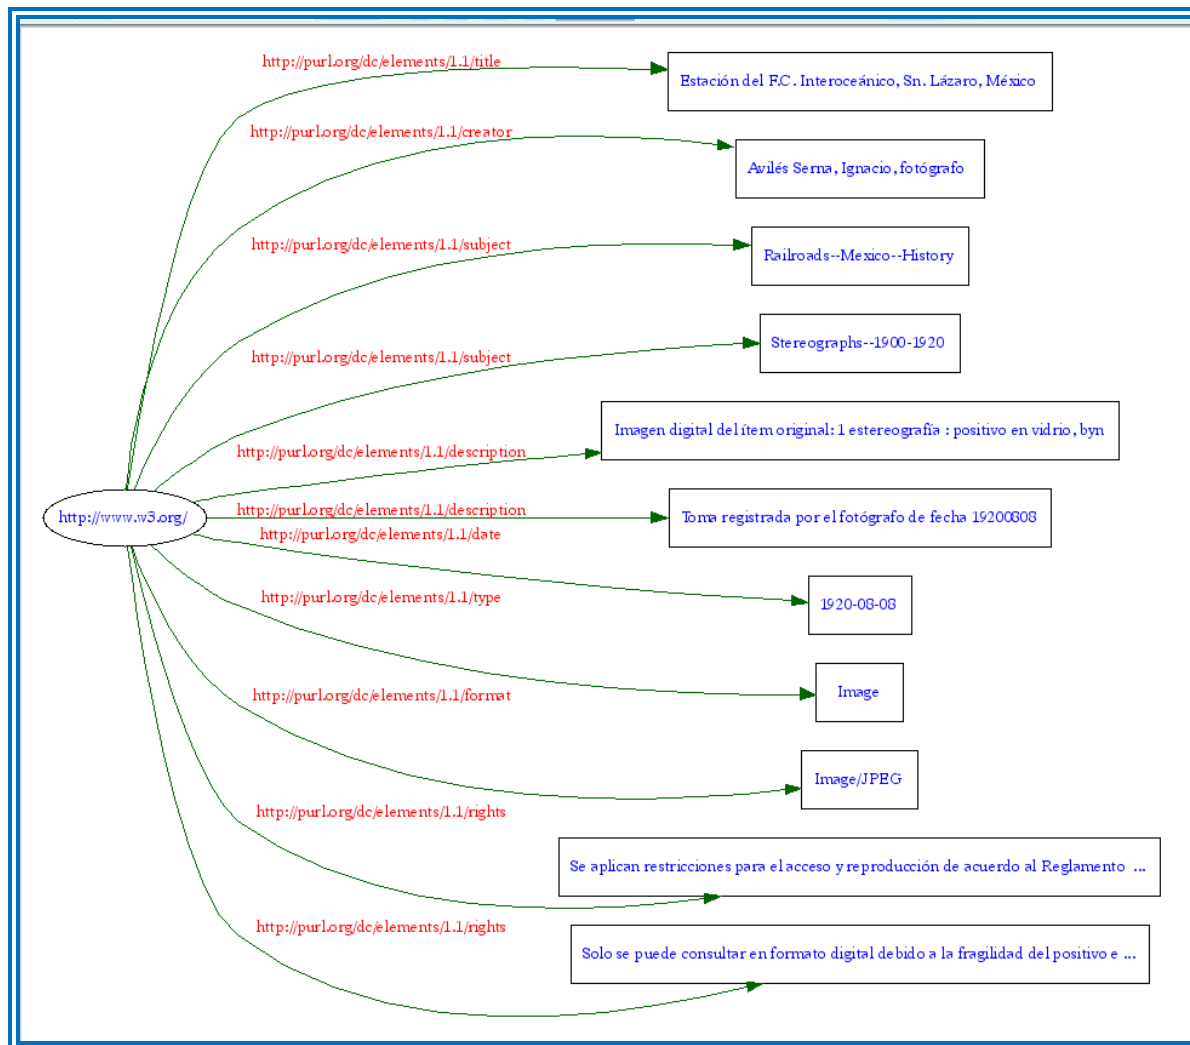 http://purl.org/dc/elements/1.1/title
Estación del F.C. Interoceánico, Sn. Lázaro, México
http://purl.org/dc/elements/1.1/creator
Avilés Serna, Ignacio, fotógrafo
http://purl.org/dc/elements/1.1/subject
Railroads--Mexico--History
http://purl.org/dc/elements/1.1/subject
Stereographs--1900-1920
http://purl.org/dc/elements/1.1/description
Imagen digital del ítem original: 1 estereografía : positivo en vidrio, byn
http://www.w3.org/
http://purl.org/dc/elements/1.1/description
Toma registrada por el fotógrafo de fecha 19200808
http://purl.org/dc/elements/1.1/date
1920-08-08
http://purl.org/dc/elements/1.1/type
Image
http://purl.org/dc/elements/1.1/format
Image/JPEG
http://purl.org/dc/elements/1.1/rights
Se aplican restricciones para el acceso y reproducción de acuerdo al Reglamento ...
http://purl.org/dc/elements/1.1/rights
Solo se puede consultar en formato digital debido a la fragilidad del positivo e ...